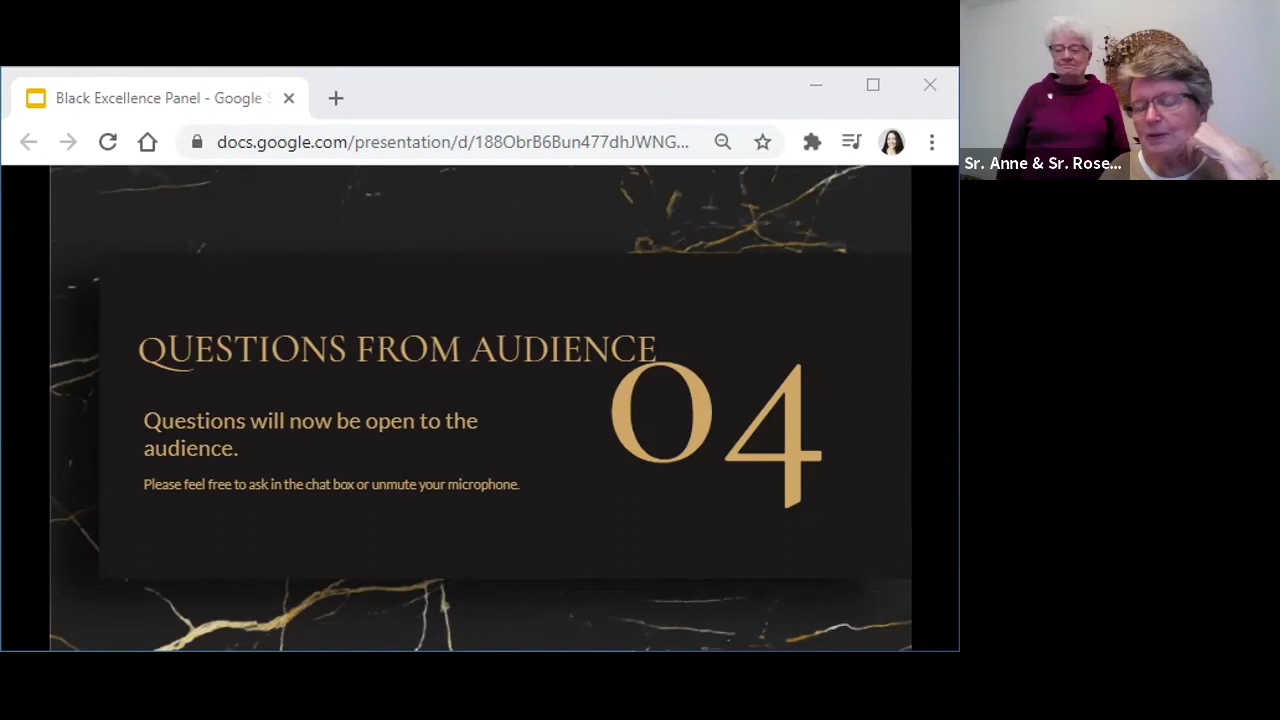 Black Excellence Panel - Google S
docs.google.com/presentation/d/188ObrB6Bun477dhJWNG...
Sr. Anne & Sr. Rose...
QUESTIONS FROM AUDIENCE
04
Questions will now be open to the
audience.
Please feel free to ask in the chat box or unmute your microphone.